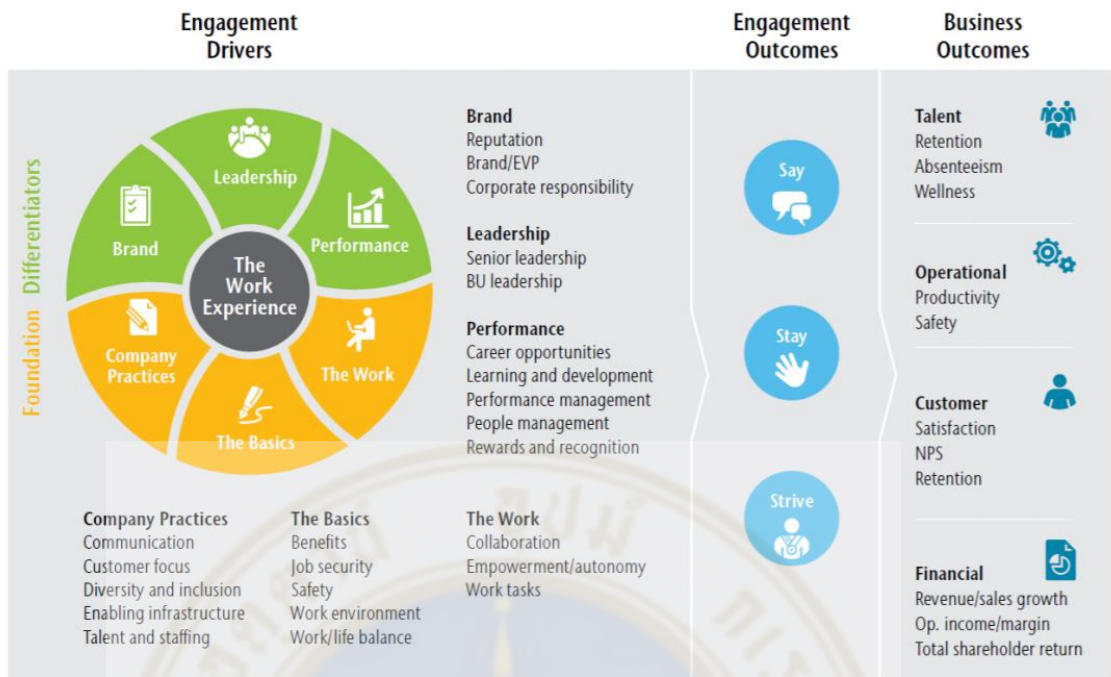 Engagement
Drivers
Engagement
Outcomes
Business
Outcomes
Differentiators
Foundation
Leadership
Brand
Performance
The
Work
Experience
Company
Practices
The Work
The Basics
Brand
Reputation
Brand/EVP
Corporate responsibility
Leadership
Senior leadership
BU leadership
Performance
Career opportunities
Learning and development
Performance management
People management
Rewards and recognition
Company Practices
Communication
Customer focus
Diversity and inclusion
Enabling infrastructure
Talent and staffing
The Basics
Benefits
Job security
Safety
Work environment
Work/life balance
The Work
Collaboration
Empowerment/autonomy
Work tasks
Say
Stay
Strive
Talent
Retention
Absenteeism
Wellness
Operational
Productivity
Safety
Customer
Satisfaction
NPS
Retention
Financial
Revenue/sales growth
Op. income/margin
Total shareholder return